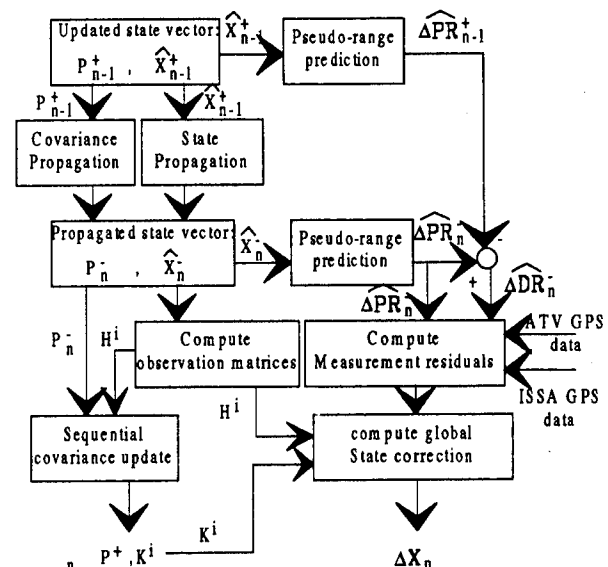 Updated state vector:
P⁺ₙ₋₁ , X̂⁺ₙ₋₁
X̂⁺ₙ₋₁
Pseudo-range
prediction
ΔPR̂⁺ₙ₋₁
P⁺ₙ₋₁
X̂⁺ₙ₋₁
Covariance
Propagation
State
Propagation
Propagated state vector:
P⁻ₙ , X̂⁻ₙ
X̂⁻ₙ
Pseudo-range
prediction
ΔPR̂⁻ₙ
-
+
ΔPR̂⁻ₙ
ΔDR̂⁻ₙ
P⁻ₙ
Hⁱ
Compute
observation matrices
Compute
Measurement residuals
ATV GPS
data
ISSA GPS
data
Hⁱ
Sequential
covariance update
compute global
State correction
Kⁱ
n P⁺ ,Kⁱ
ΔXₙ